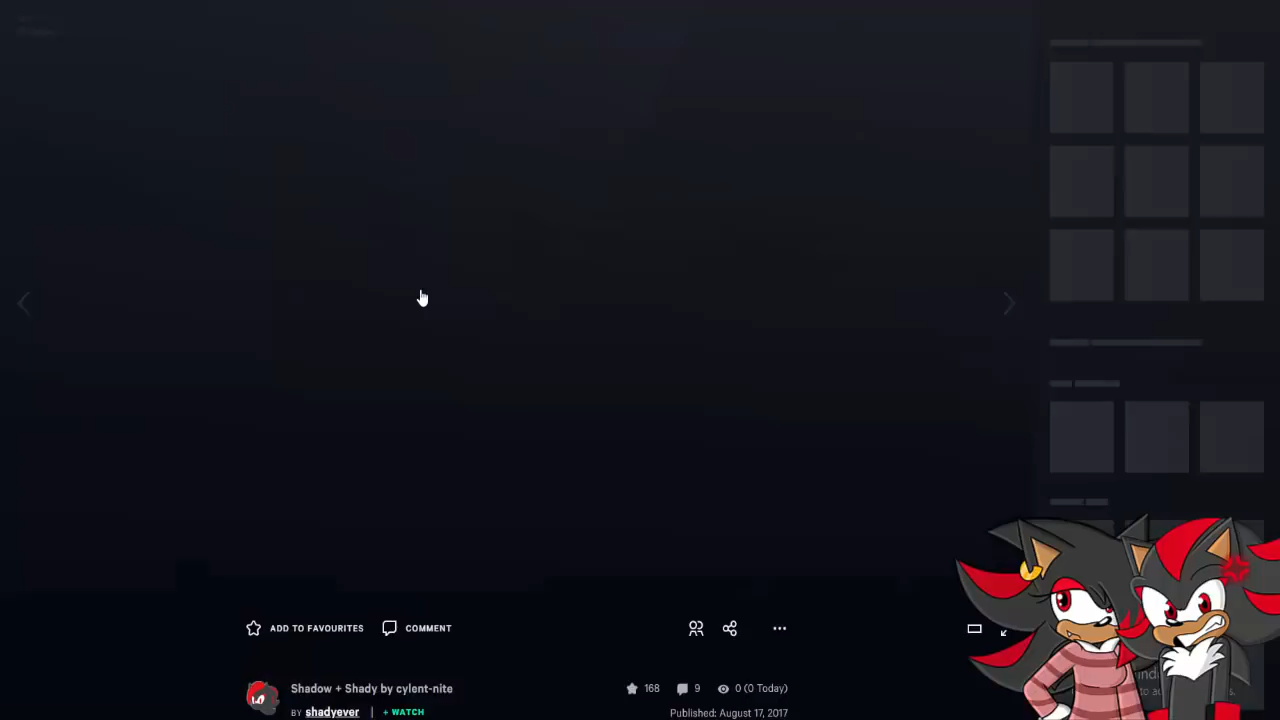 ADD TO FAVOURITES COMMENT
Shadow + Shady by cylent-nite 168 9 0 (0 Today)
BY shadyever | + WATCH Published: August 17, 2017